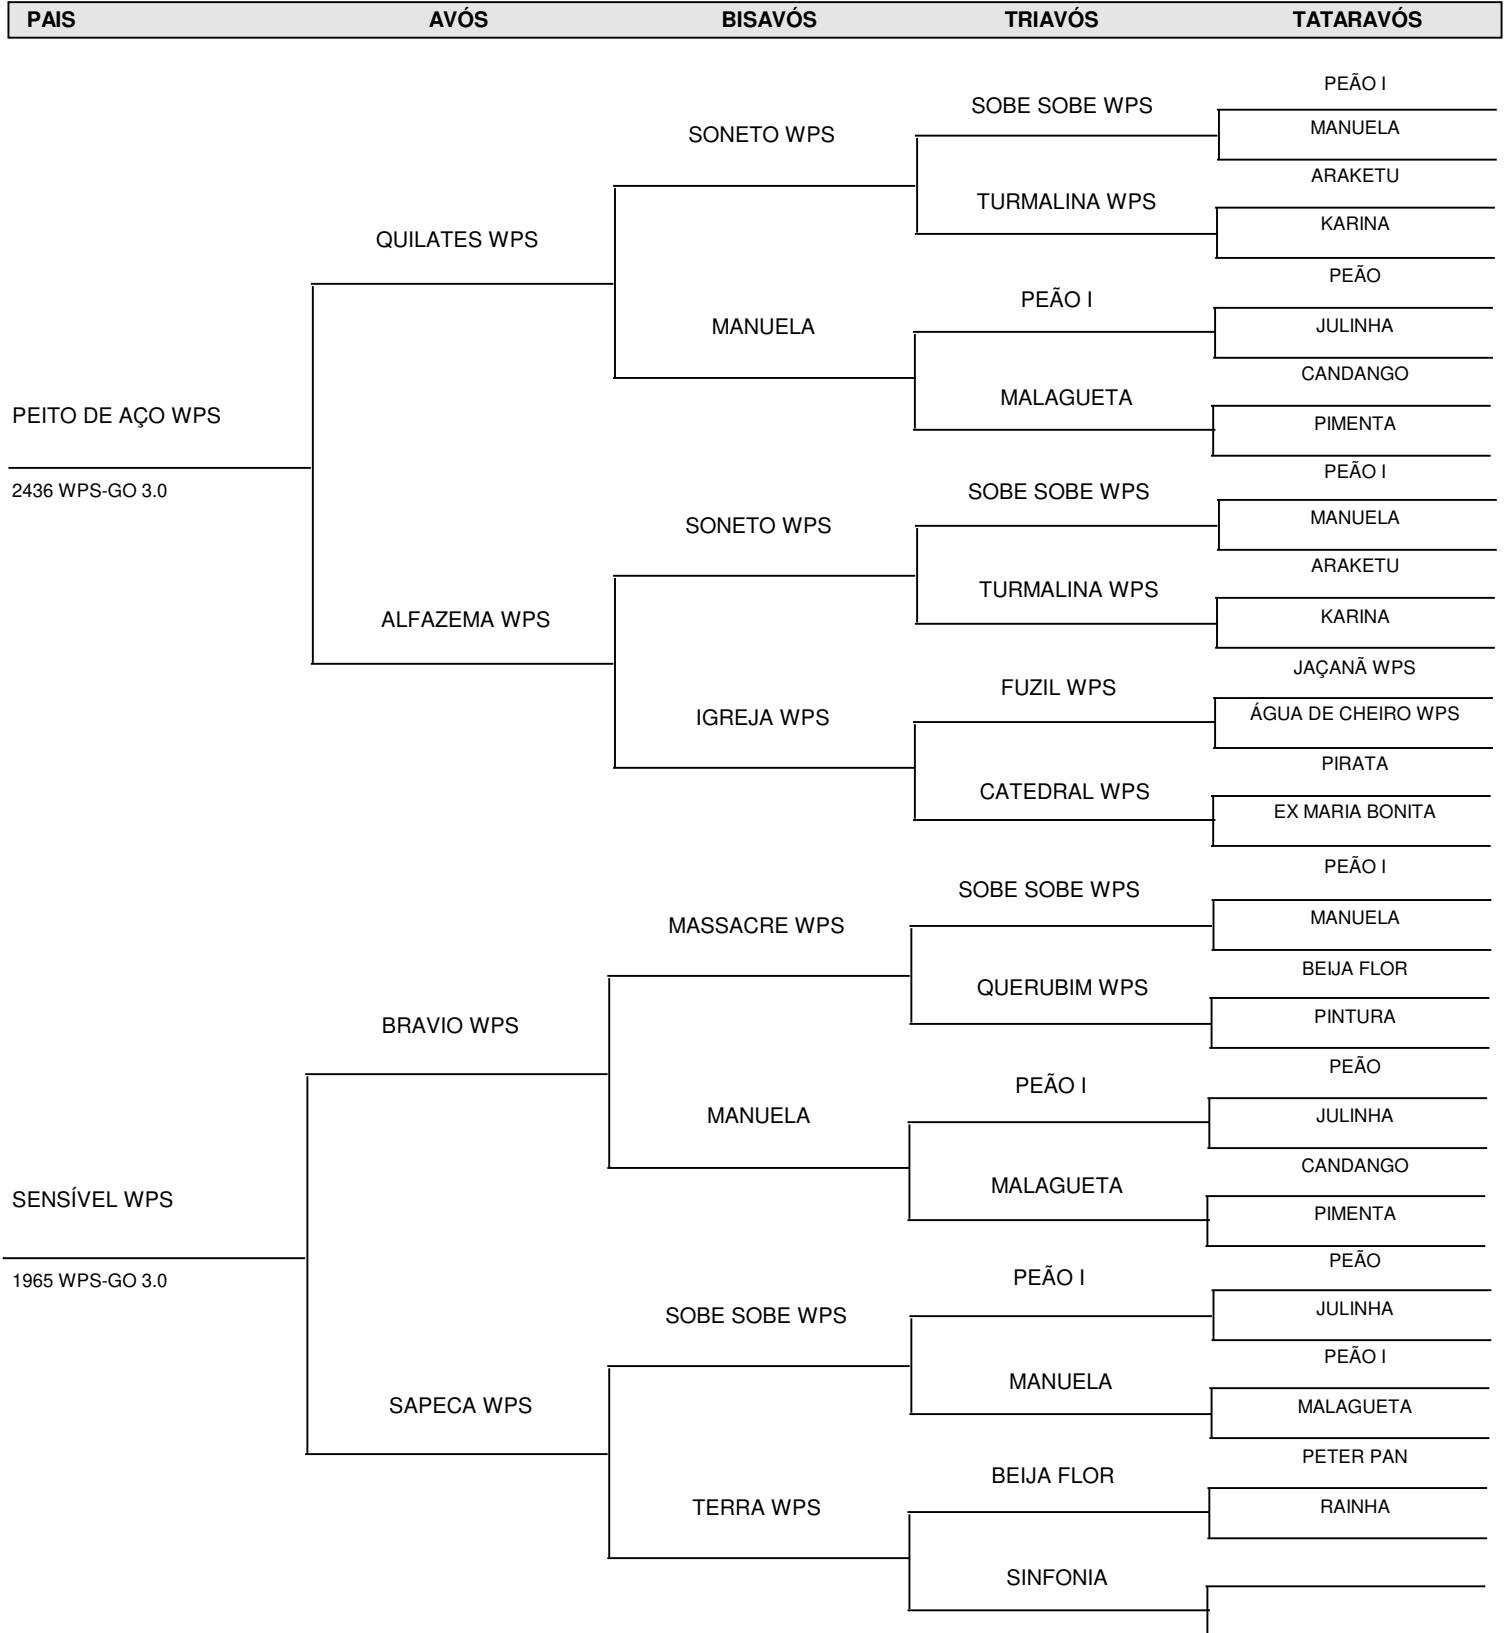 PAIS AVÓS BISAVÓS TRIAVÓS TATARAVÓS
PEÃO I
SOBE SOBE WPS
MANUELA
SONETO WPS
ARAKETU
TURMALINA WPS
KARINA
QUILATES WPS
PEÃO
PEÃO I
JULINHA
MANUELA
CANDANGO
MALAGUETA
PIMENTA
PEITO DE AÇO WPS
PEÃO I
2436 WPS-GO 3.0
SOBE SOBE WPS
MANUELA
SONETO WPS
ARAKETU
TURMALINA WPS
KARINA
ALFAZEMA WPS
JAÇANÃ WPS
FUZIL WPS
ÁGUA DE CHEIRO WPS
IGREJA WPS
PIRATA
CATEDRAL WPS
EX MARIA BONITA
PEÃO I
SOBE SOBE WPS
MANUELA
MASSACRE WPS
BEIJA FLOR
QUERUBIM WPS
PINTURA
BRAVIO WPS
PEÃO
PEÃO I
JULINHA
MANUELA
CANDANGO
MALAGUETA
PIMENTA
SENSÍVEL WPS
PEÃO
1965 WPS-GO 3.0
PEÃO I
JULINHA
SOBE SOBE WPS
PEÃO I
MANUELA
MALAGUETA
SAPECA WPS
PETER PAN
BEIJA FLOR
RAINHA
TERRA WPS
SINFONIA